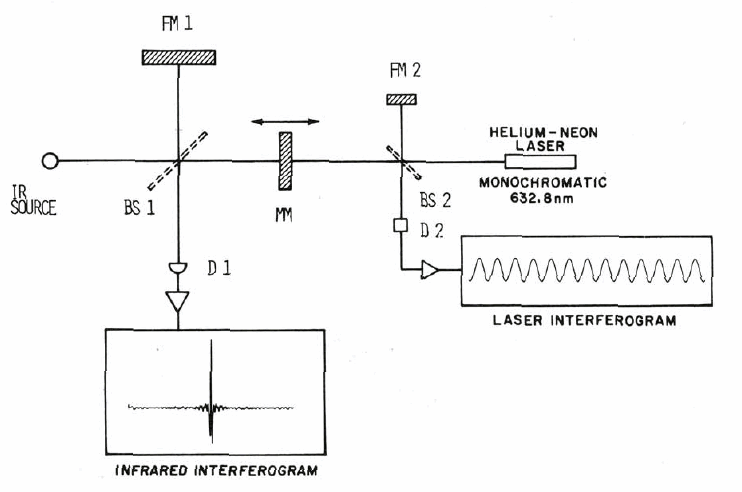 FM 1
FM 2
HELIUM-NEON
LASER
MONOCHROMATIC
632.8nm
IR
SOURCE
BS 1
MM
BS 2
D 2
D 1
LASER INTERFEROGRAM
INFRARED INTERFEROGRAM